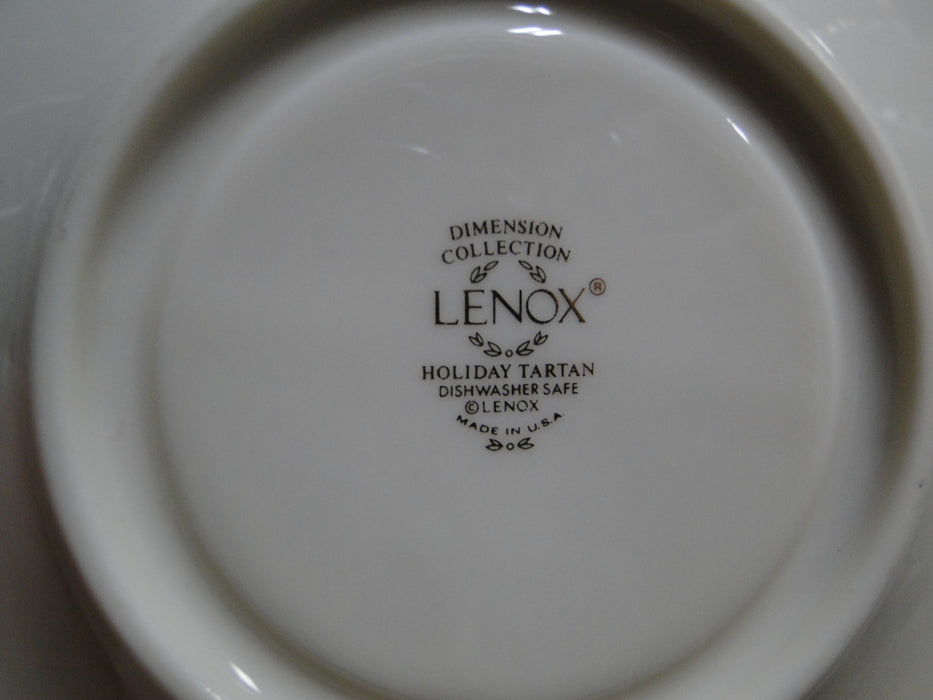 DIMENSION
COLLECTION
LENOX®
HOLIDAY TARTAN
DISHWASHER SAFE
©LENOX
MADE IN U.S.A.